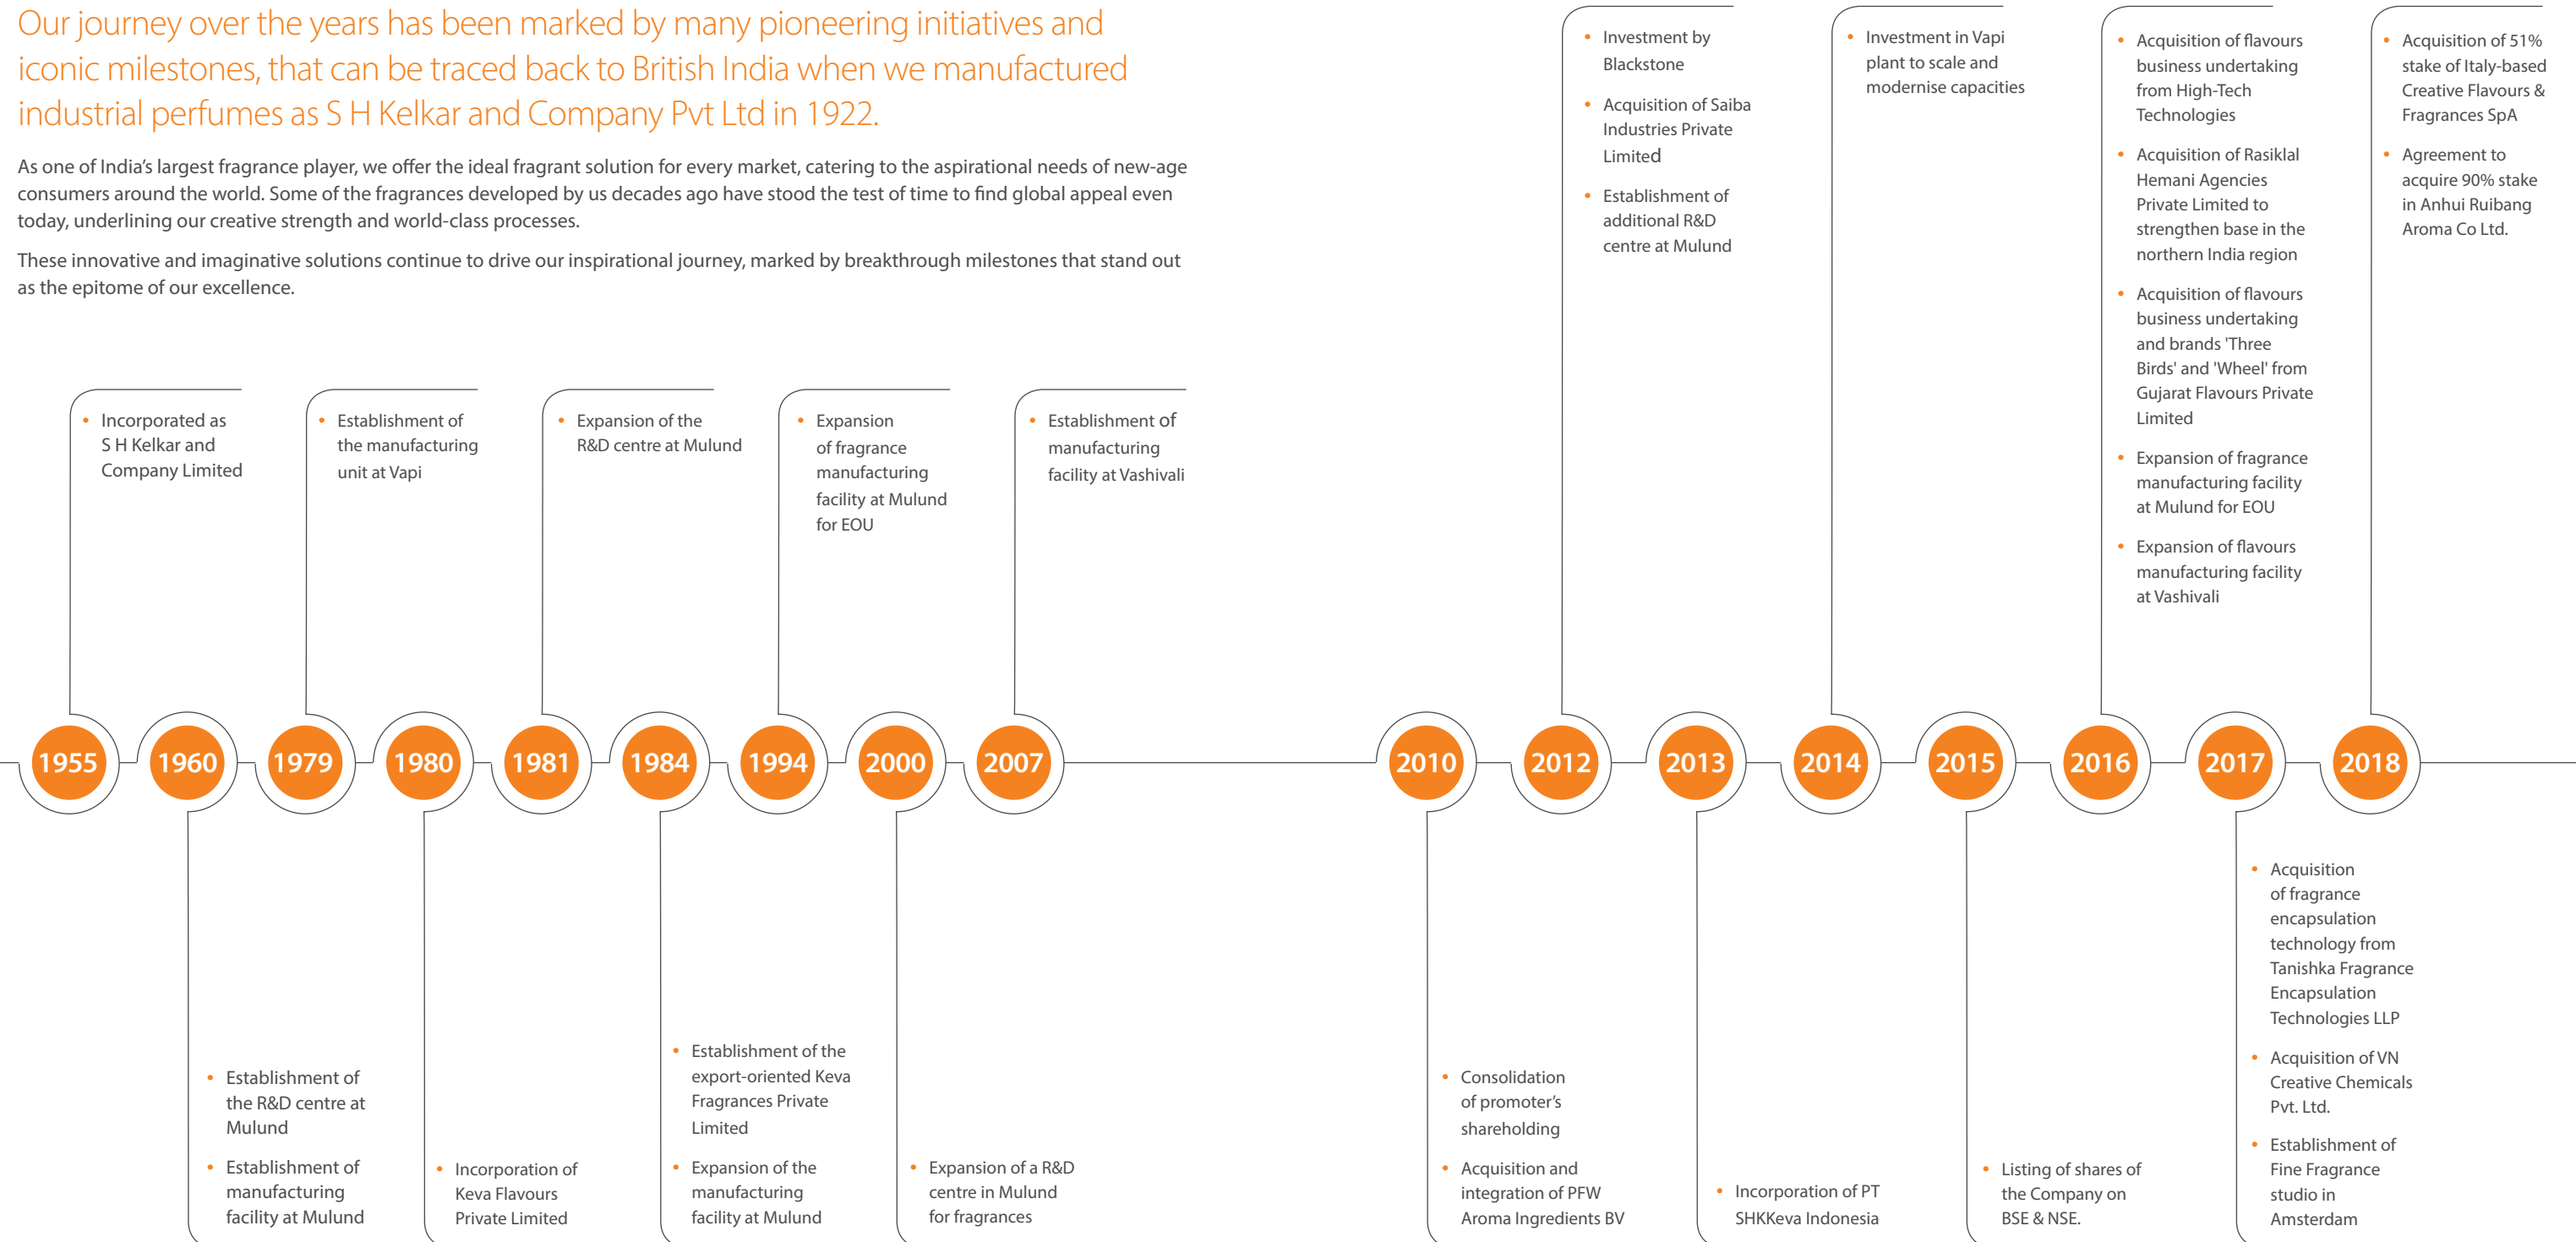 Our journey over the years has been marked by many pioneering initiatives and
iconic milestones, that can be traced back to British India when we manufactured
industrial perfumes as S H Kelkar and Company Pvt Ltd in 1922.
As one of India’s largest fragrance player, we offer the ideal fragrant solution for every market, catering to the aspirational needs of new-age
consumers around the world. Some of the fragrances developed by us decades ago have stood the test of time to find global appeal even
today, underlining our creative strength and world-class processes.
These innovative and imaginative solutions continue to drive our inspirational journey, marked by breakthrough milestones that stand out
as the epitome of our excellence.
• Incorporated as
S H Kelkar and
Company Limited
• Establishment of
the manufacturing
unit at Vapi
• Expansion of the
R&D centre at Mulund
• Expansion
of fragrance
manufacturing
facility at Mulund
for EOU
• Establishment of
manufacturing
facility at Vashivali
1955
1960
1979
1980
1981
1984
1994
2000
2007
• Establishment of
the R&D centre at
Mulund
• Establishment of
manufacturing
facility at Mulund
• Incorporation of
Keva Flavours
Private Limited
• Establishment of the
export-oriented Keva
Fragrances Private
Limited
• Expansion of the
manufacturing
facility at Mulund
• Expansion of a R&D
centre in Mulund
for fragrances
• Investment by
Blackstone
• Acquisition of Saiba
Industries Private
Limited
• Establishment of
additional R&D
centre at Mulund
• Investment in Vapi
plant to scale and
modernise capacities
• Acquisition of flavours
business undertaking
from High-Tech
Technologies
• Acquisition of Rasiklal
Hemani Agencies
Private Limited to
strengthen base in the
northern India region
• Acquisition of flavours
business undertaking
and brands 'Three
Birds' and 'Wheel' from
Gujarat Flavours Private
Limited
• Expansion of fragrance
manufacturing facility
at Mulund for EOU
• Expansion of flavours
manufacturing facility
at Vashivali
• Acquisition of 51%
stake of Italy-based
Creative Flavours &
Fragrances SpA
• Agreement to
acquire 90% stake
in Anhui Ruibang
Aroma Co Ltd.
2010
2012
2013
2014
2015
2016
2017
2018
• Consolidation
of promoter’s
shareholding
• Acquisition and
integration of PFW
Aroma Ingredients BV
• Incorporation of PT
SHKKeva Indonesia
• Listing of shares of
the Company on
BSE & NSE.
• Acquisition
of fragrance
encapsulation
technology from
Tanishka Fragrance
Encapsulation
Technologies LLP
• Acquisition of VN
Creative Chemicals
Pvt. Ltd.
• Establishment of
Fine Fragrance
studio in
Amsterdam